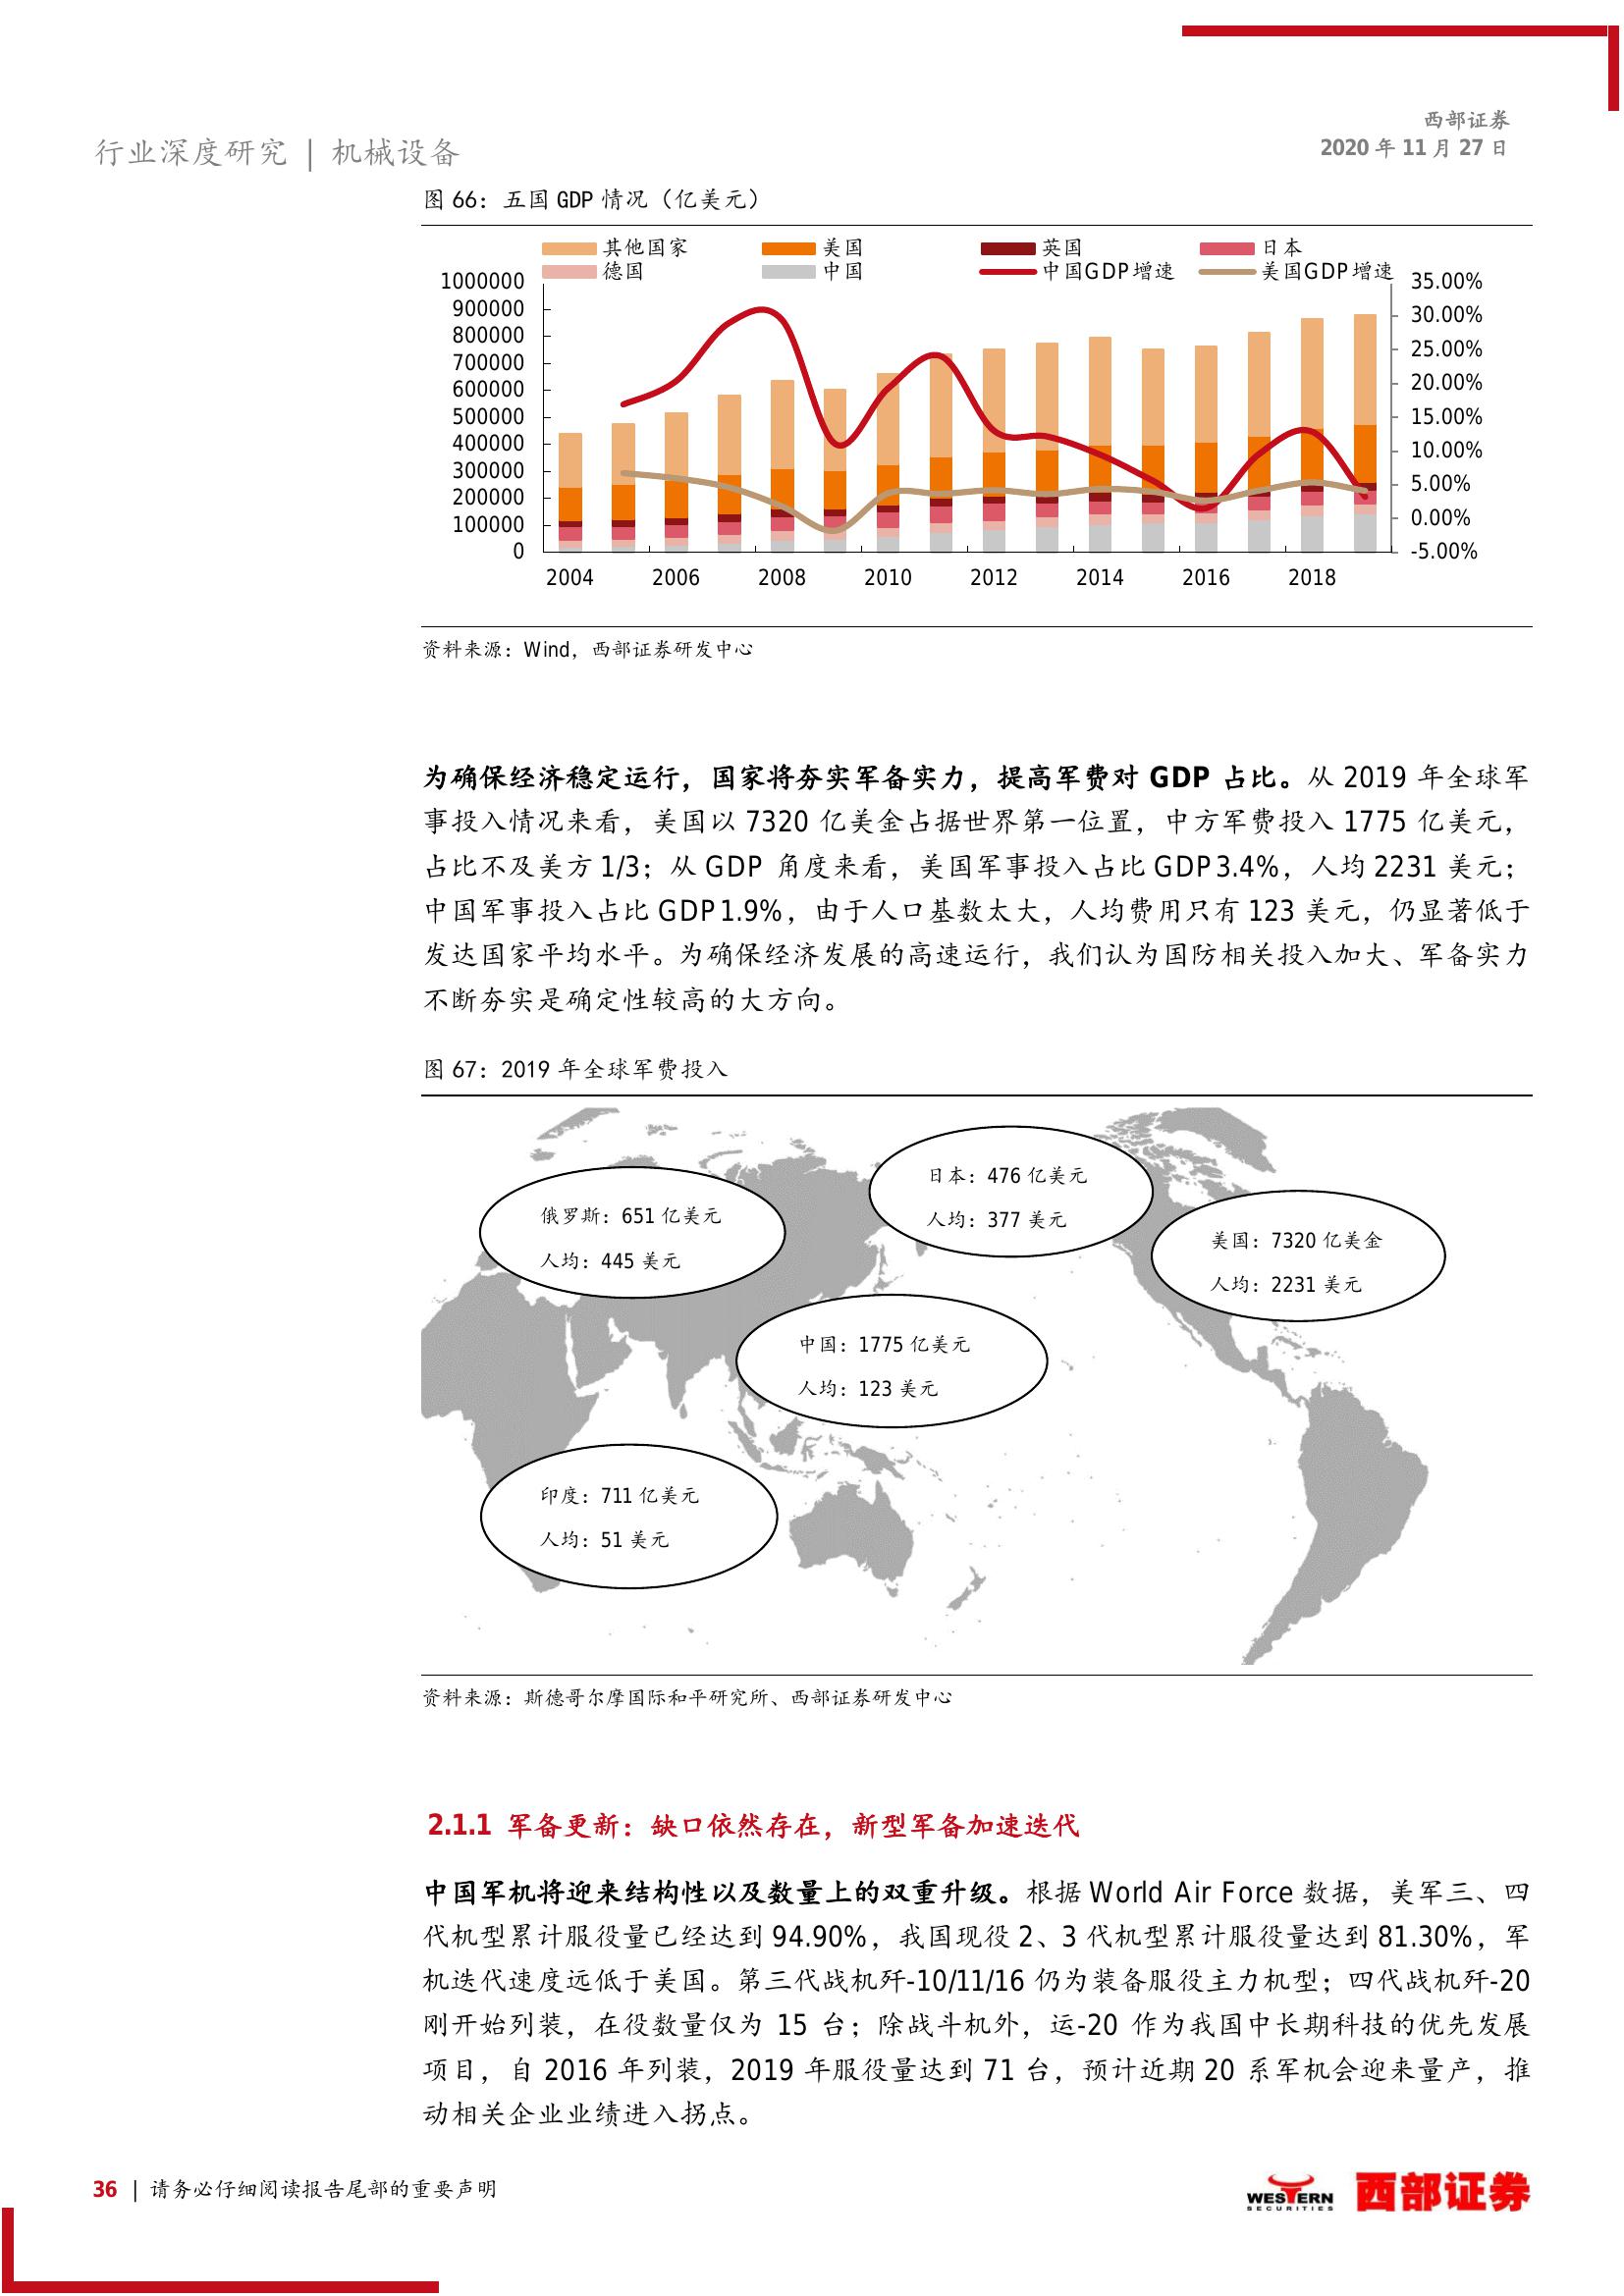 西部证券
2020 年 11 月 27 日
行业深度研究 | 机械设备
图 66：五国 GDP 情况（亿美元）
其他国家 美国 英国 日本
德国 中国 中国GDP增速 美国GDP增速
1000000 35.00%
900000 30.00%
800000 25.00%
700000
600000 20.00%
500000 15.00%
400000 10.00%
300000
200000 5.00%
100000 0.00%
0 -5.00%
2004 2006 2008 2010 2012 2014 2016 2018
资料来源：Wind，西部证券研发中心
为确保经济稳定运行，国家将夯实军备实力，提高军费对 GDP 占比。从 2019 年全球军
事投入情况来看，美国以 7320 亿美金占据世界第一位置，中方军费投入 1775 亿美元，
占比不及美方 1/3；从 GDP 角度来看，美国军事投入占比 GDP3.4%，人均 2231 美元；
中国军事投入占比 GDP1.9%，由于人口基数太大，人均费用只有 123 美元，仍显著低于
发达国家平均水平。为确保经济发展的高速运行，我们认为国防相关投入加大、军备实力
不断夯实是确定性较高的大方向。
图 67：2019 年全球军费投入
日本：476 亿美元
人均：377 美元
俄罗斯：651 亿美元
人均：445 美元
美国：7320 亿美金
人均：2231 美元
中国：1775 亿美元
人均：123 美元
印度：711 亿美元
人均：51 美元
资料来源：斯德哥尔摩国际和平研究所、西部证券研发中心
2.1.1 军备更新：缺口依然存在，新型军备加速迭代
中国军机将迎来结构性以及数量上的双重升级。根据 World Air Force 数据，美军三、四
代机型累计服役量已经达到 94.90%，我国现役 2、3 代机型累计服役量达到 81.30%，军
机迭代速度远低于美国。第三代战机歼-10/11/16 仍为装备服役主力机型；四代战机歼-20
刚开始列装，在役数量仅为 15 台；除战斗机外，运-20 作为我国中长期科技的优先发展
项目，自 2016 年列装，2019 年服役量达到 71 台，预计近期 20 系军机会迎来量产，推
动相关企业业绩进入拐点。
36 | 请务必仔细阅读报告尾部的重要声明
WESTERN
SECURITIES
西部证券